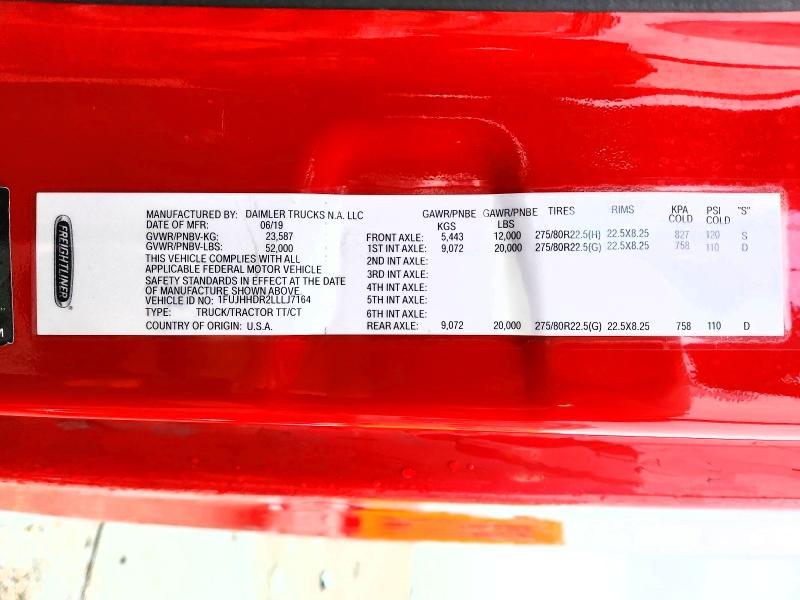 FREIGHTLINER
MANUFACTURED BY: DAIMLER TRUCKS N.A. LLC
DATE OF MFR: 06/19
GVWR/PNBV-KG: 23,587
GVWR/PNBV-LBS: 52,000
THIS VEHICLE COMPLIES WITH ALL
APPLICABLE FEDERAL MOTOR VEHICLE
SAFETY STANDARDS IN EFFECT AT THE DATE
OF MANUFACTURE SHOWN ABOVE.
VEHICLE ID NO: 1FUJHHDR2LLLJ7164
TYPE: TRUCK/TRACTOR TT/CT
COUNTRY OF ORIGIN: U.S.A.
GAWR/PNBE KGS GAWR/PNBE LBS TIRES RIMS KPA COLD PSI COLD "S"
FRONT AXLE: 5,443 12,000 275/80R22.5(H) 22.5X8.25 827 120 S
1ST INT AXLE: 9,072 20,000 275/80R22.5(G) 22.5X8.25 758 110 D
2ND INT AXLE:
3RD INT AXLE:
4TH INT AXLE:
5TH INT AXLE:
6TH INT AXLE:
REAR AXLE: 9,072 20,000 275/80R22.5(G) 22.5X8.25 758 110 D